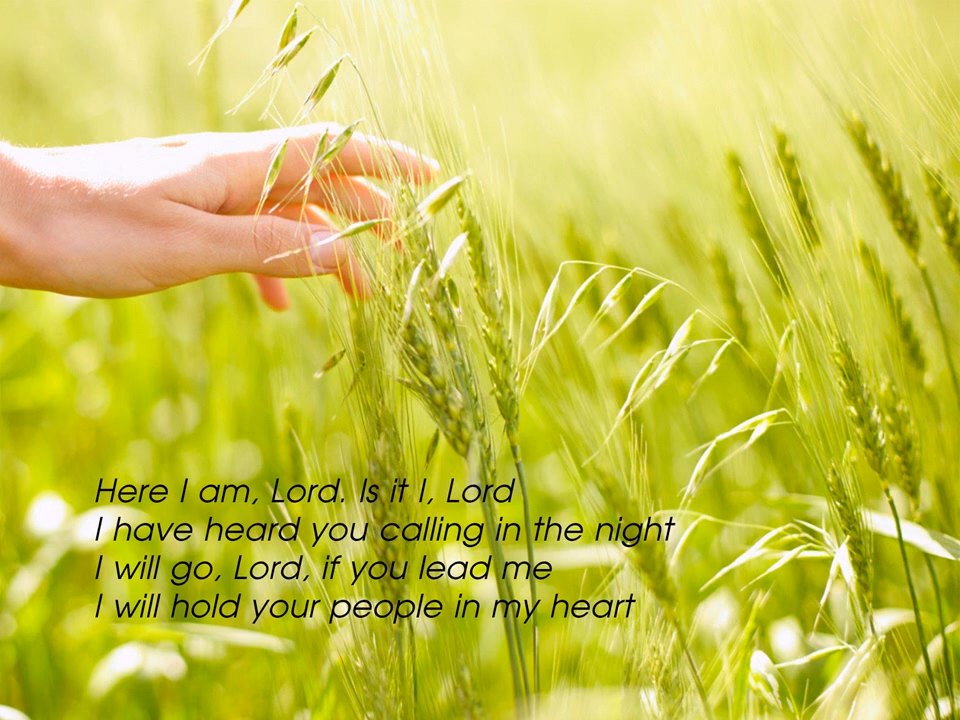 Here I am, Lord. Is it I, Lord
I have heard you calling in the night
I will go, Lord, if you lead me
I will hold your people in my heart